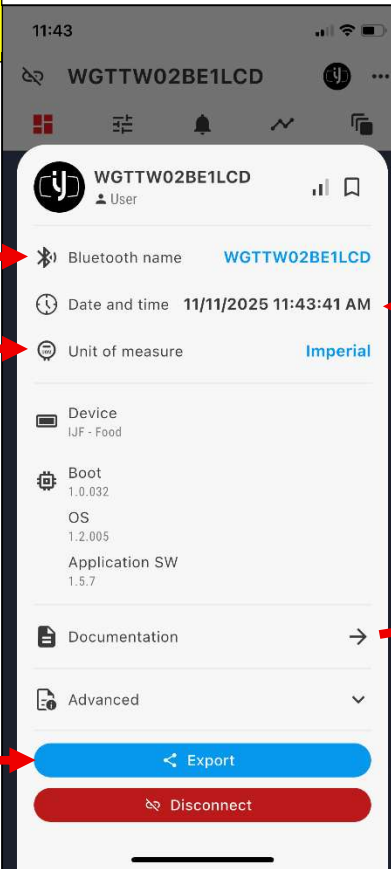 11:43
WGTTW02BE1LCD
WGTTW02BE1LCD
User
Bluetooth name WGTTW02BE1LCD
Date and time 11/11/2025 11:43:41 AM
Unit of measure Imperial
Device
IJF - Food
Boot
1.0.032
OS
1.2.005
Application SW
1.5.7
Documentation
Advanced
Export
Disconnect